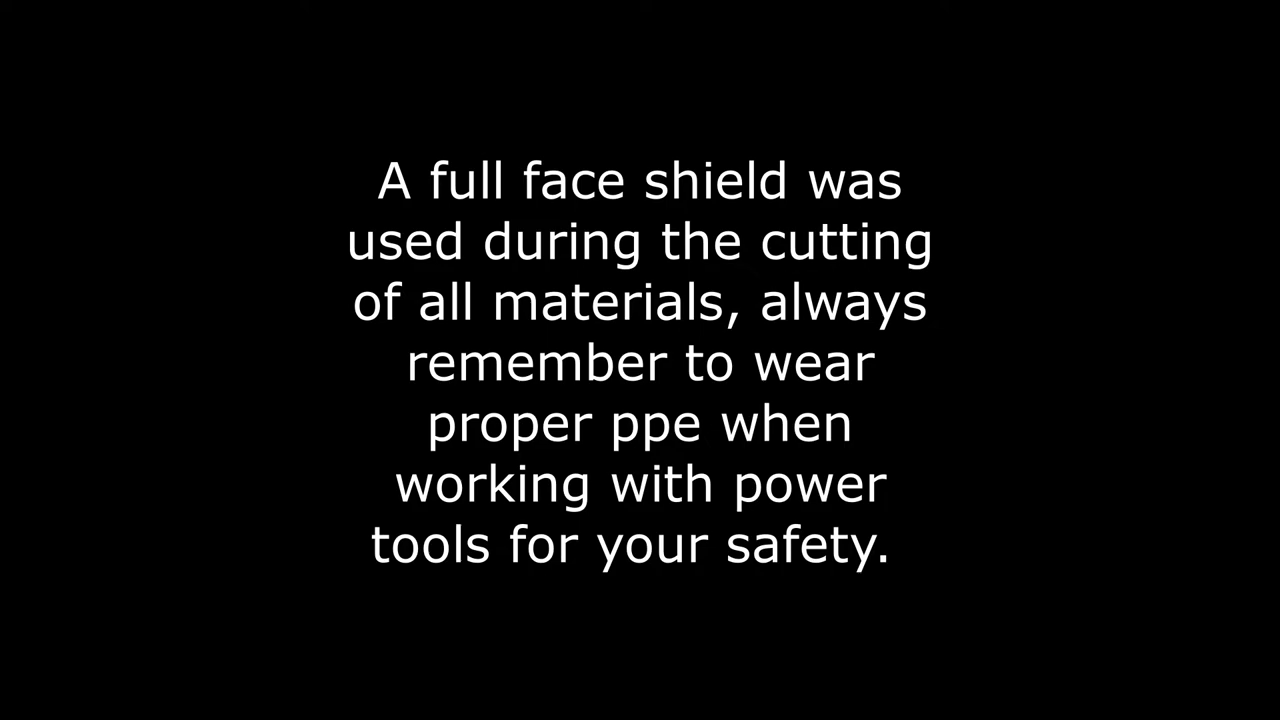 A full face shield was
used during the cutting
of all materials, always
remember to wear
proper ppe when
working with power
tools for your safety.